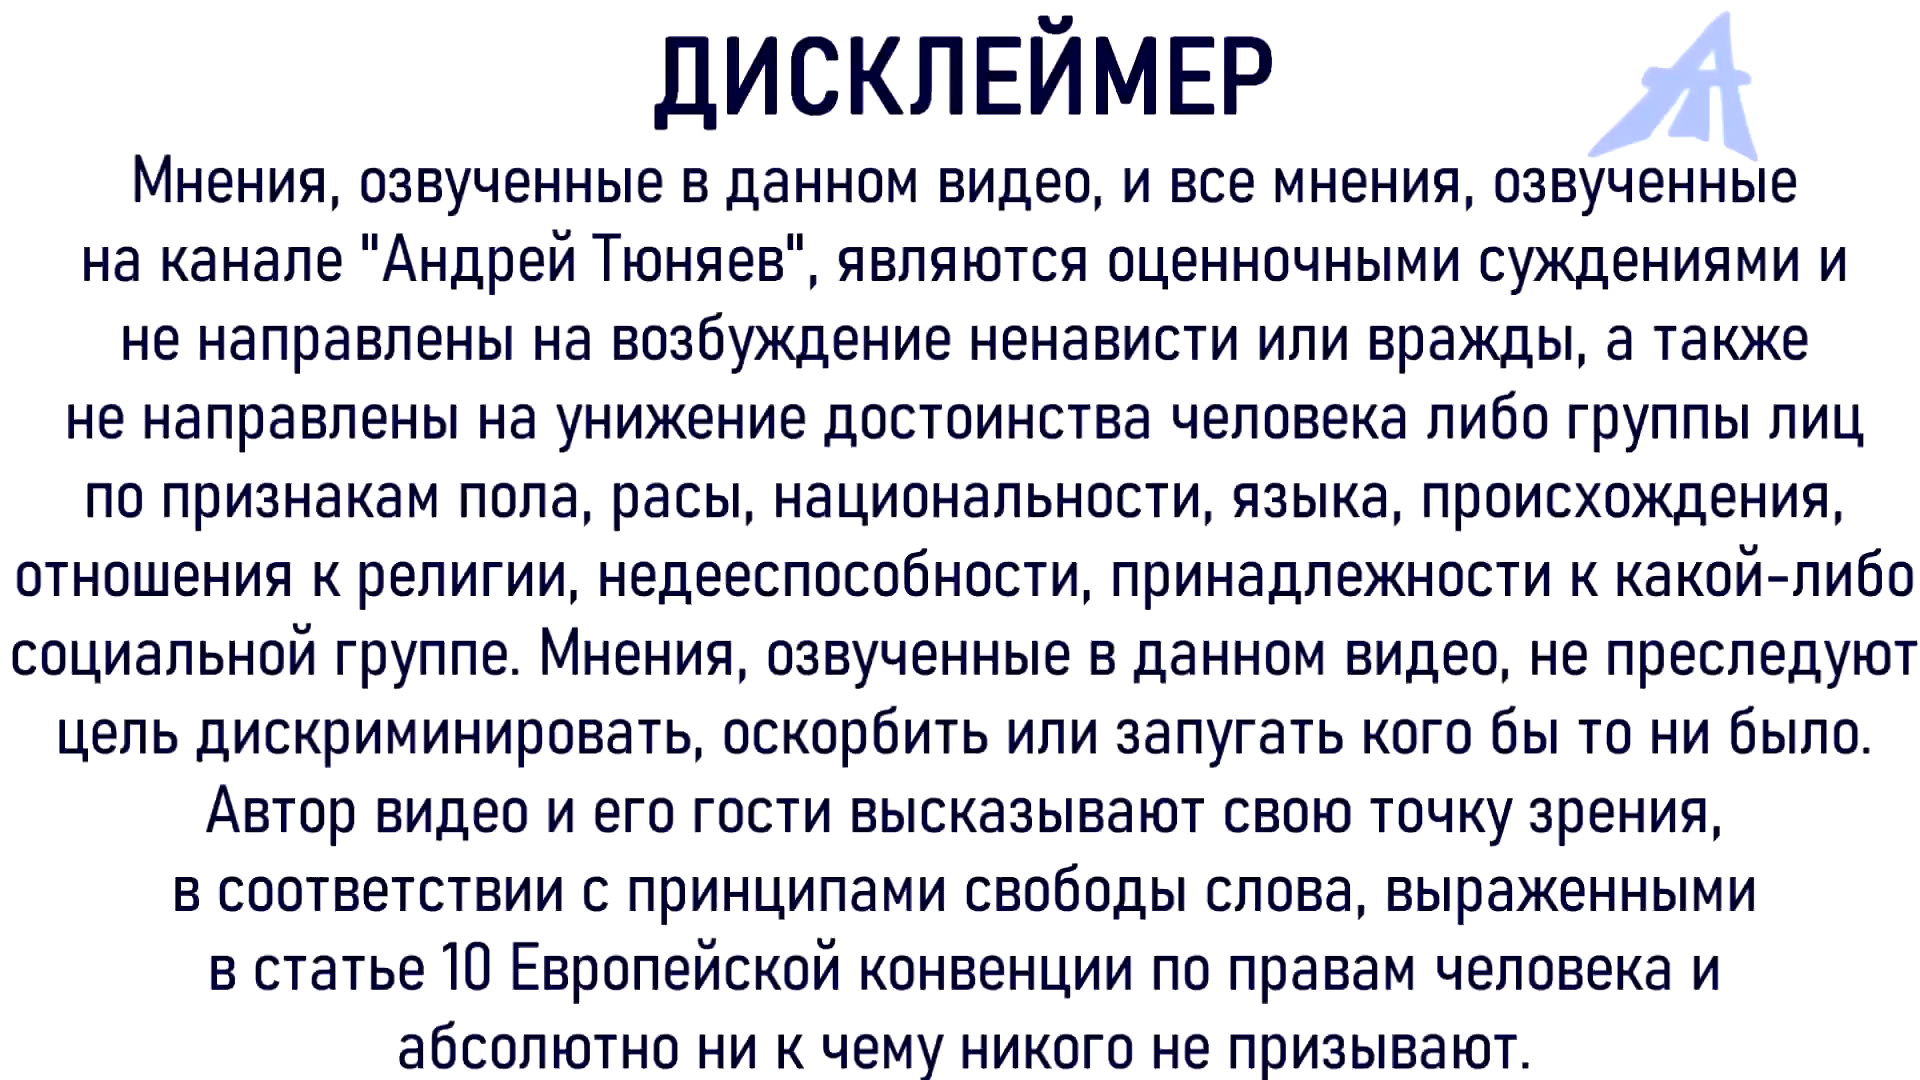 ДИСКЛЕЙМЕР
Мнения, озвученные в данном видео, и все мнения, озвученные
на канале "Андрей Тюняев", являются оценночными суждениями и
не направлены на возбуждение ненависти или вражды, а также
не направлены на унижение достоинства человека либо группы лиц
по признакам пола, расы, национальности, языка, происхождения,
отношения к религии, недееспособности, принадлежности к какой-либо
социальной группе. Мнения, озвученные в данном видео, не преследуют
цель дискриминировать, оскорбить или запугать кого бы то ни было.
Автор видео и его гости высказывают свою точку зрения,
в соответствии с принципами свободы слова, выраженными
в статье 10 Европейской конвенции по правам человека и
абсолютно ни к чему никого не призывают.